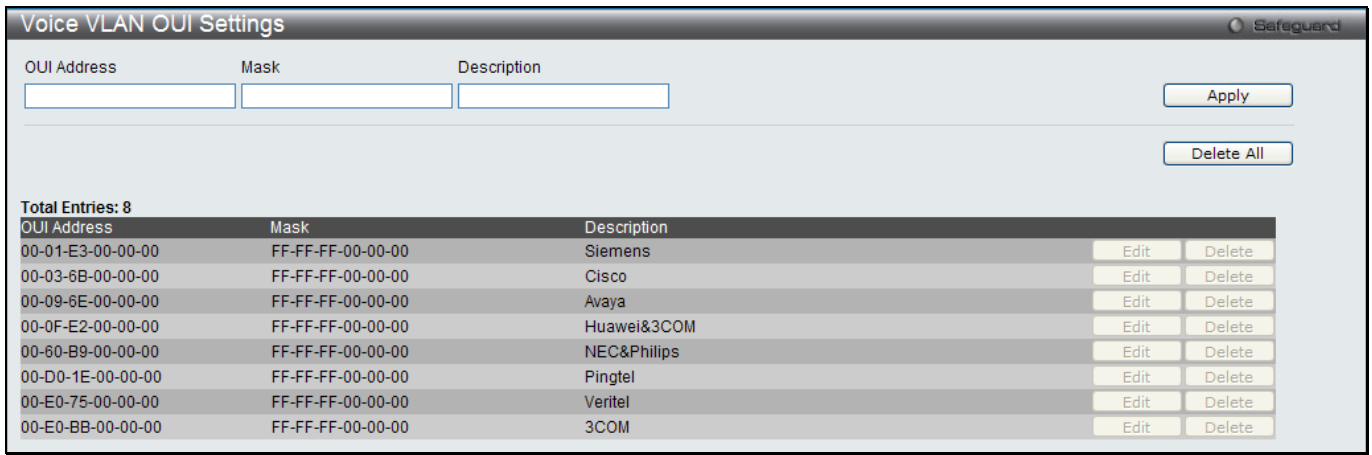 Voice VLAN OUI Settings Safeguard
OUI Address Mask Description
Apply
Delete All
Total Entries: 8
OUI Address Mask Description
00-01-E3-00-00-00 FF-FF-FF-00-00-00 Siemens Edit Delete
00-03-6B-00-00-00 FF-FF-FF-00-00-00 Cisco Edit Delete
00-09-6E-00-00-00 FF-FF-FF-00-00-00 Avaya Edit Delete
00-0F-E2-00-00-00 FF-FF-FF-00-00-00 Huawei&3COM Edit Delete
00-60-B9-00-00-00 FF-FF-FF-00-00-00 NEC&Philips Edit Delete
00-D0-1E-00-00-00 FF-FF-FF-00-00-00 Pingtel Edit Delete
00-E0-75-00-00-00 FF-FF-FF-00-00-00 Veritel Edit Delete
00-E0-BB-00-00-00 FF-FF-FF-00-00-00 3COM Edit Delete